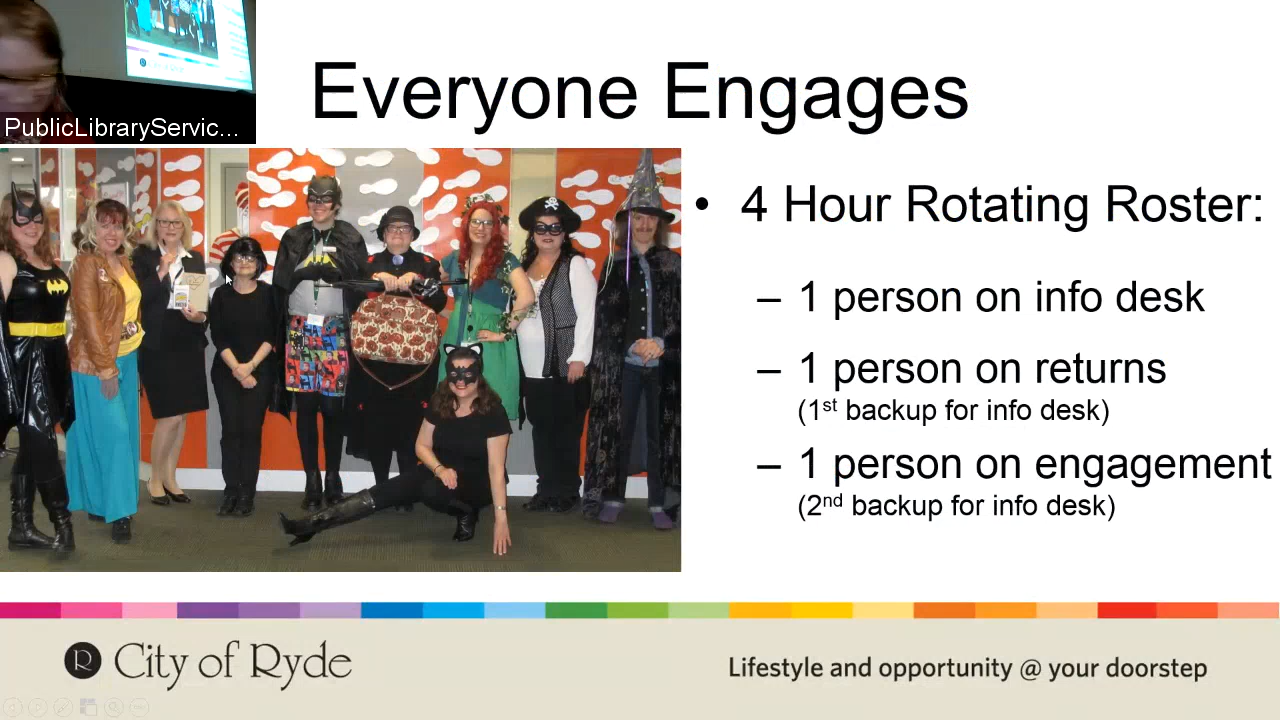 Everyone Engages
PublicLibraryServic...
• 4 Hour Rotating Roster:
– 1 person on info desk
– 1 person on returns
(1st backup for info desk)
– 1 person on engagement
(2nd backup for info desk)
R City of Ryde
Lifestyle and opportunity @ your doorstep